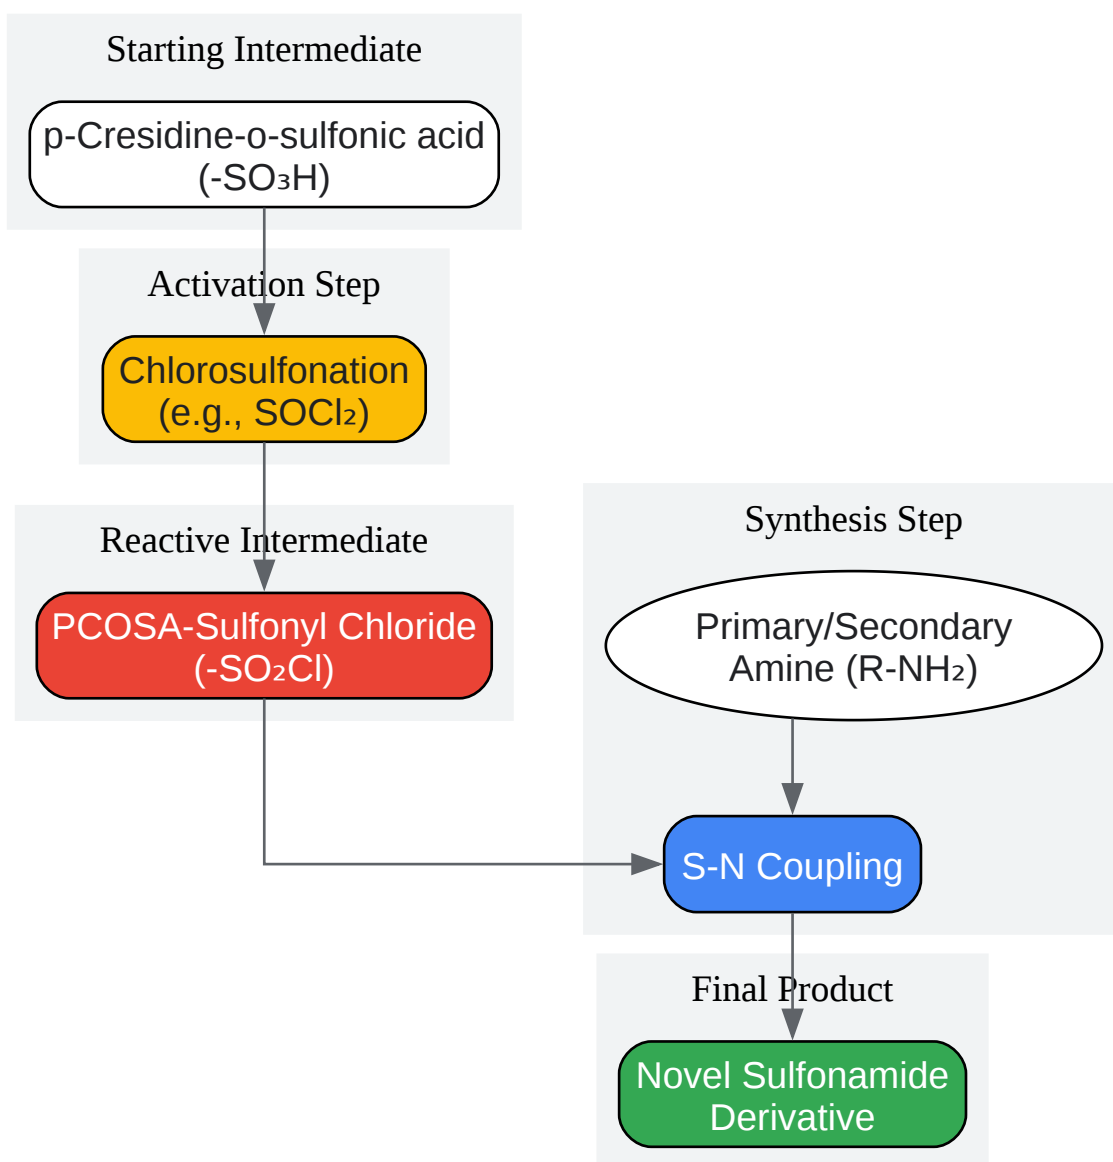 Starting Intermediate
p-Cresidine-o-sulfonic acid
(-SO₃H)
Activation Step
Chlorosulfonation
(e.g., SOCl₂)
Reactive Intermediate
PCOSA-Sulfonyl Chloride
(-SO₂Cl)
Synthesis Step
Primary/Secondary
Amine (R-NH₂)
S-N Coupling
Final Product
Novel Sulfonamide
Derivative